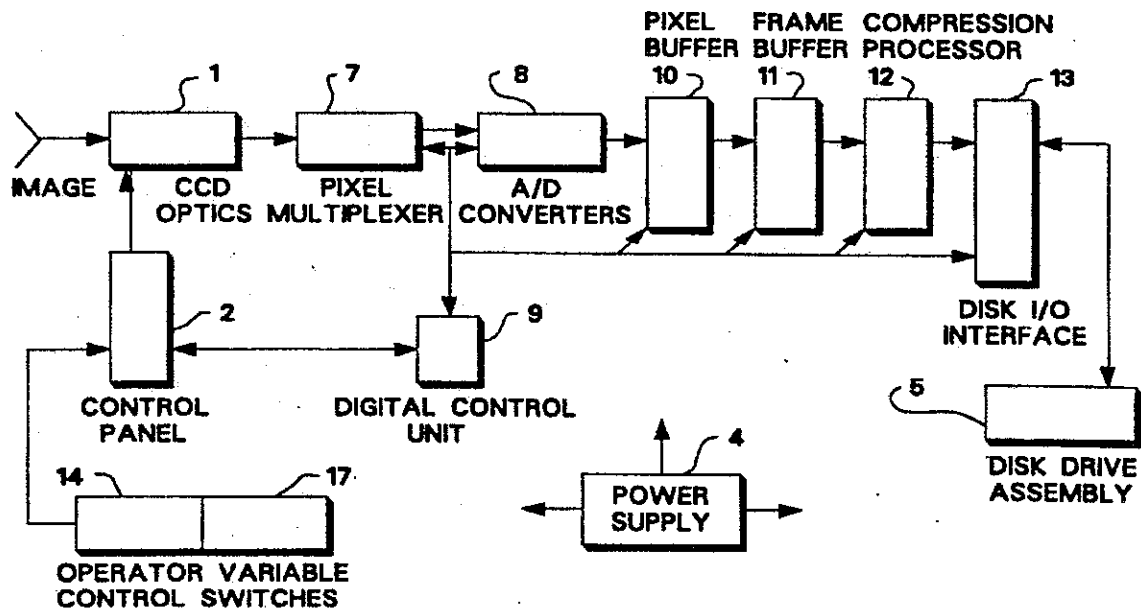 PIXEL BUFFER
FRAME BUFFER
COMPRESSION PROCESSOR
1
7
8
10
11
12
13
IMAGE
CCD OPTICS
PIXEL MULTIPLEXER
A/D CONVERTERS
2
9
DISK I/O INTERFACE
CONTROL PANEL
DIGITAL CONTROL UNIT
5
4
14
17
POWER SUPPLY
DISK DRIVE ASSEMBLY
OPERATOR VARIABLE
CONTROL SWITCHES